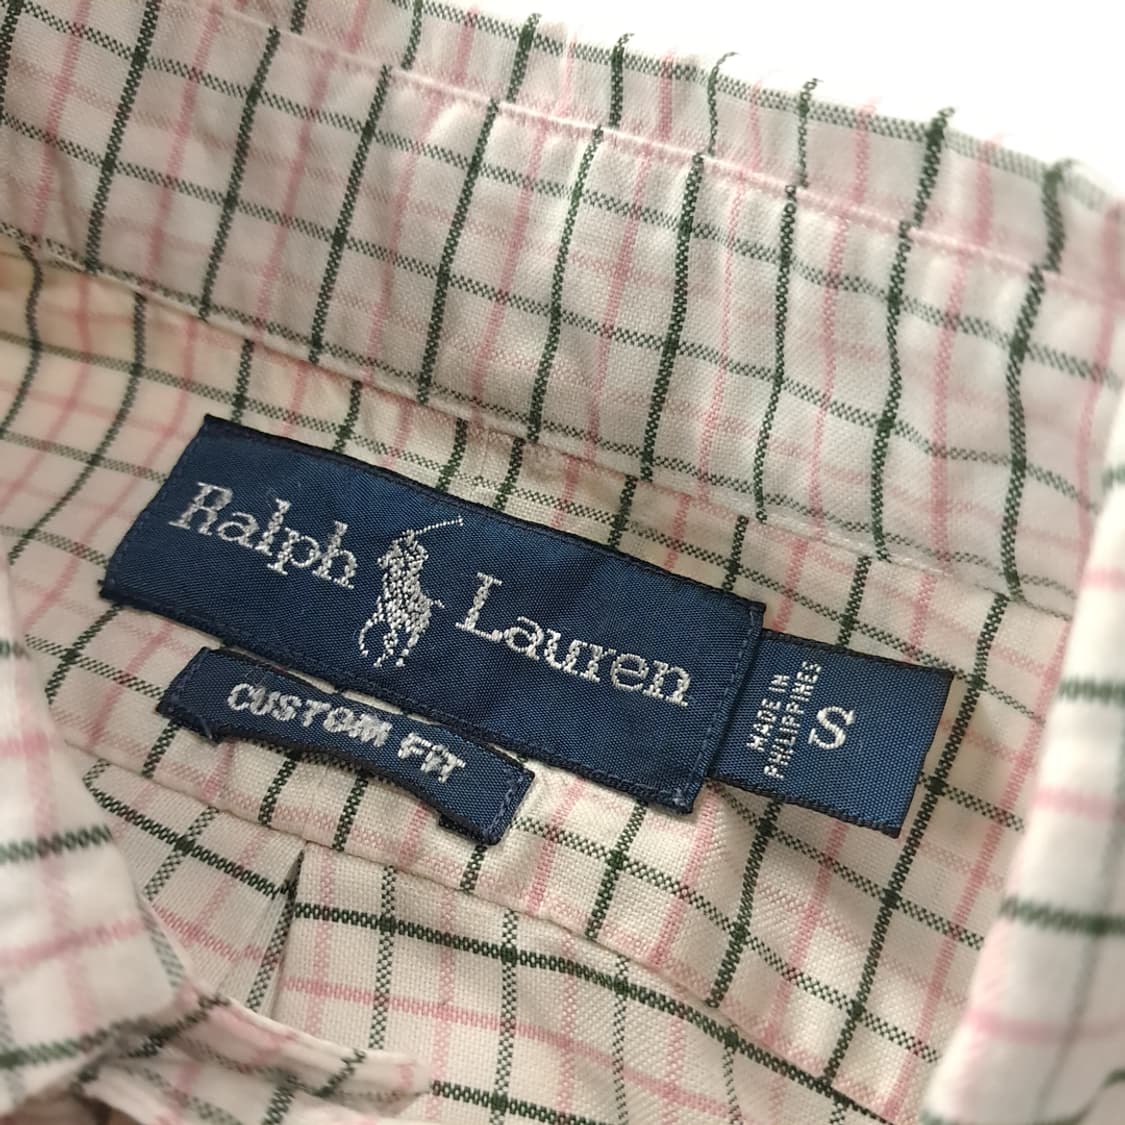 Ralph Lauren
CUSTOM FIT
MADE IN
PHILIPPINES
S